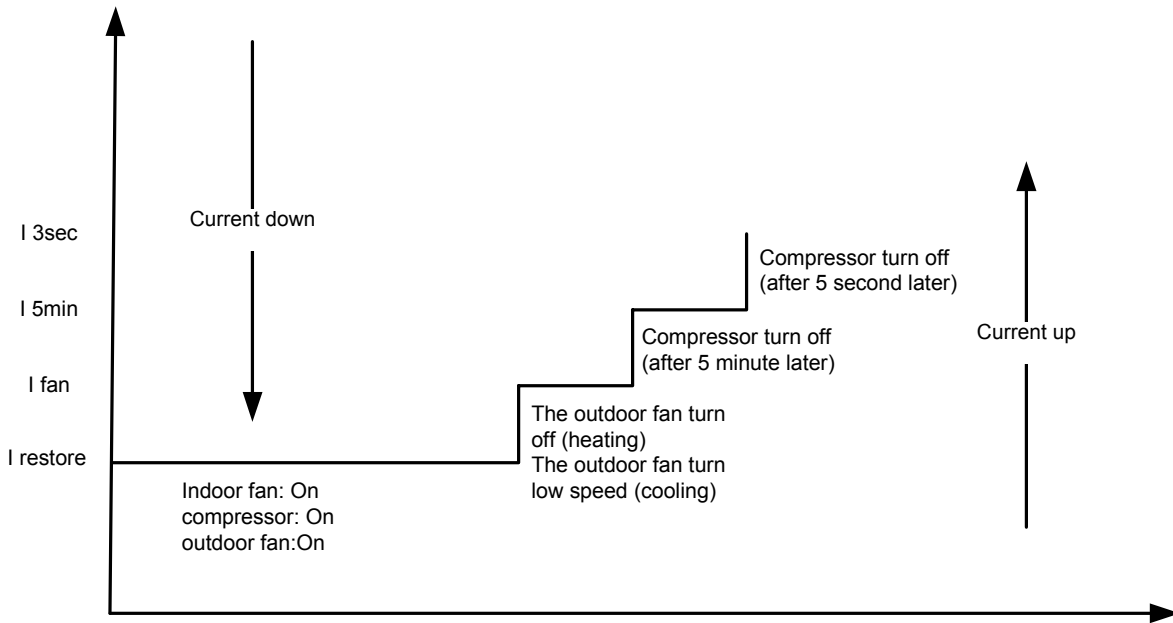 Current down
I 3sec
I 5min
I fan
I restore
Compressor turn off
(after 5 second later)
Compressor turn off
(after 5 minute later)
Current up
The outdoor fan turn
off (heating)
The outdoor fan turn
low speed (cooling)
Indoor fan: On
compressor: On
outdoor fan:On